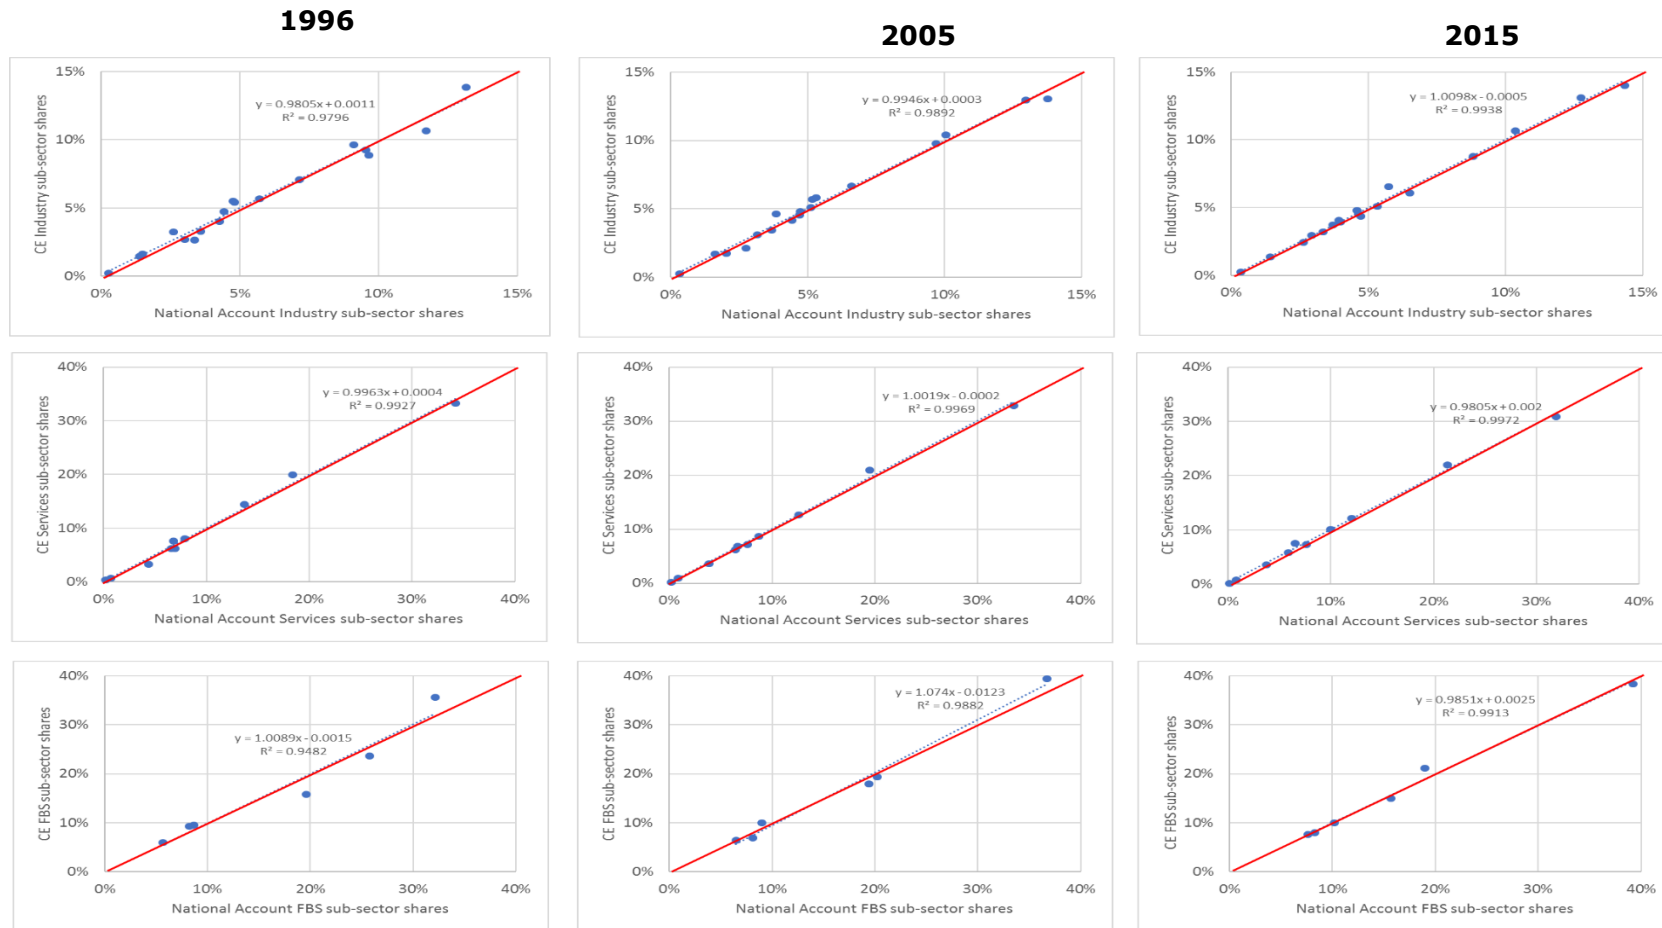 1996
2005
2015
CE Industry sub-sector shares
15%
10%
5%
0%
y = 0.9805x + 0.0011
R² = 0.9796
0% 5% 10% 15%
National Account Industry sub-sector shares
CE Industry sub-sector shares
15%
10%
5%
0%
y = 0.9946x + 0.0003
R² = 0.9892
0% 5% 10% 15%
National Account Industry sub-sector shares
CE Industry sub-sector shares
15%
10%
5%
0%
y = 1.0098x - 0.0005
R² = 0.9938
0% 5% 10% 15%
National Account Industry sub-sector shares
CE Services sub-sector shares
40%
30%
20%
10%
0%
y = 0.9963x + 0.0004
R² = 0.9927
0% 10% 20% 30% 40%
National Account Services sub-sector shares
CE Services sub-sector shares
40%
30%
20%
10%
0%
y = 1.0019x - 0.0002
R² = 0.9969
0% 10% 20% 30% 40%
National Account Services sub-sector shares
CE Services sub-sector shares
40%
30%
20%
10%
0%
y = 0.9805x + 0.002
R² = 0.9972
0% 10% 20% 30% 40%
National Account Services sub-sector shares
CE FBS sub-sector shares
40%
30%
20%
10%
0%
y = 1.0089x - 0.0015
R² = 0.9482
0% 10% 20% 30% 40%
National Account FBS sub-sector shares
CE FBS sub-sector shares
40%
30%
20%
10%
0%
y = 1.074x - 0.0123
R² = 0.9882
0% 10% 20% 30% 40%
National Account FBS sub-sector shares
CE FBS sub-sector shares
40%
30%
20%
10%
0%
y = 0.9851x + 0.0025
R² = 0.9913
0% 10% 20% 30% 40%
National Account FBS sub-sector shares